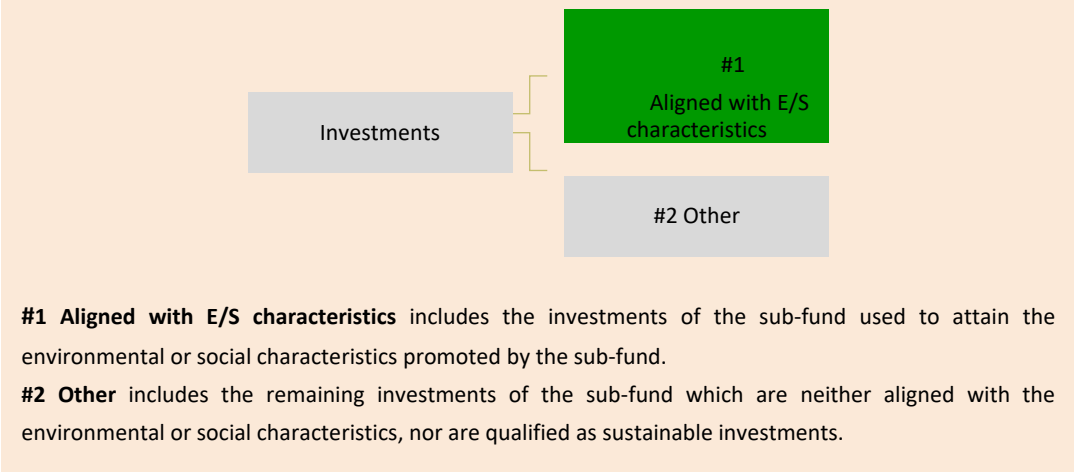 #1
Aligned with E/S
characteristics
Investments
#2 Other
#1 Aligned with E/S characteristics includes the investments of the sub-fund used to attain the
environmental or social characteristics promoted by the sub-fund.
#2 Other includes the remaining investments of the sub-fund which are neither aligned with the
environmental or social characteristics, nor are qualified as sustainable investments.